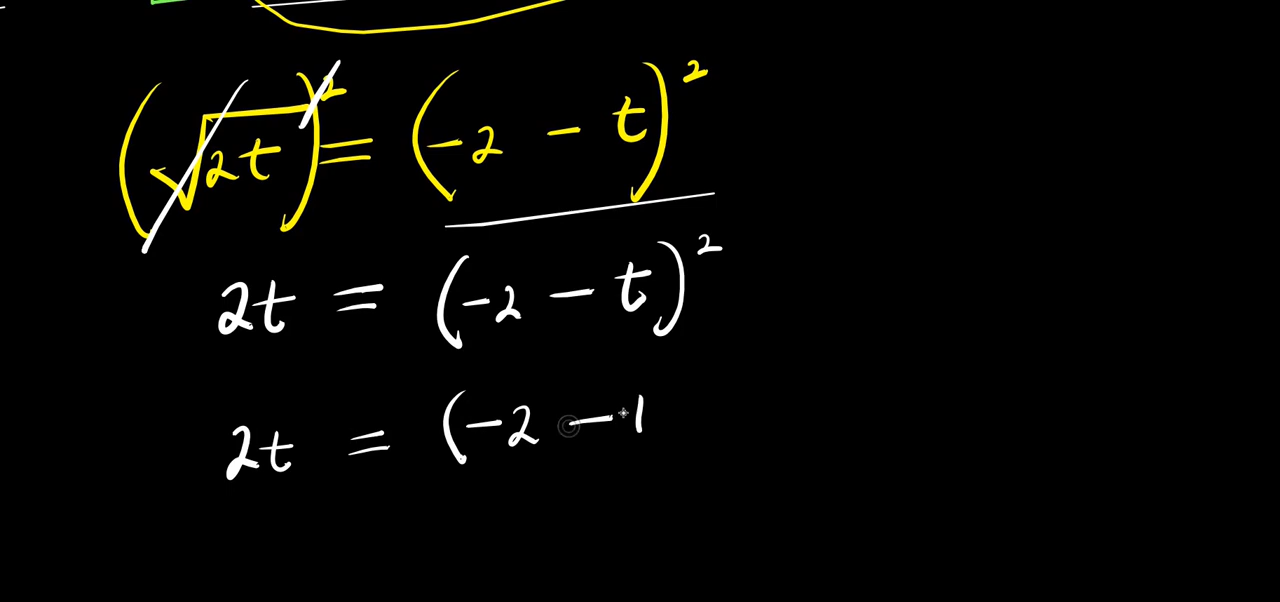 (√2t)² = (-2 - t)²
2t = (-2 - t)²
2t = (-2 - 1